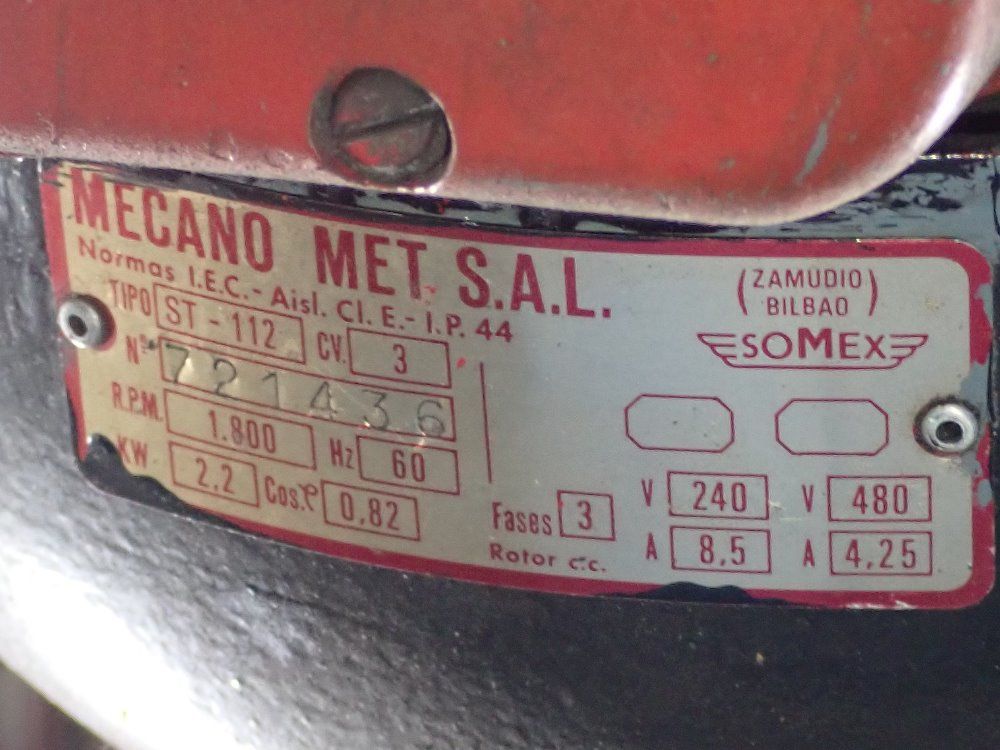 MECANO MET S.A.L.
Normas I.E.C. - Aisl. Cl. E. - I.P. 44
(ZAMUDIO BILBAO)
SOMEX
TIPO ST - 112 CV. 3
Nº 721436
R.P.M. 1.800 Hz 60
KW 2.2 Cos.φ 0,82
Fases 3
Rotor c.c.
V 240 V 480
A 8,5 A 4,25